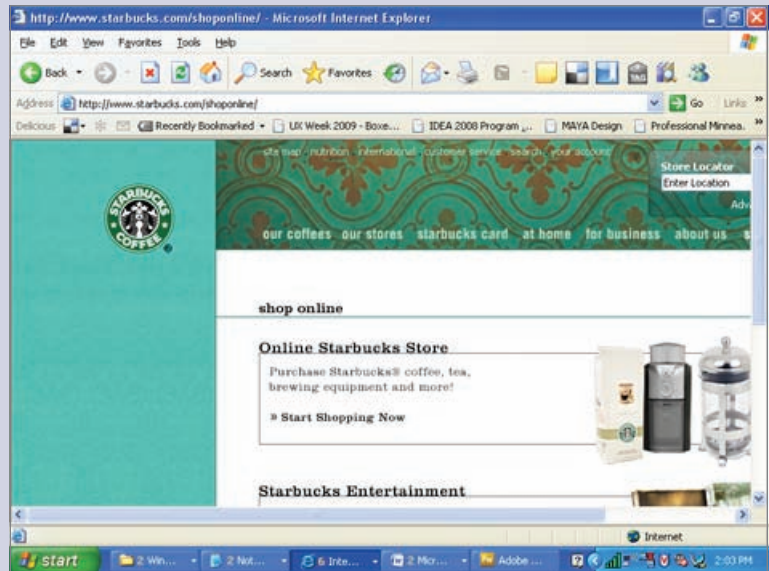 http://www.starbucks.com/shoponline/ - Microsoft Internet Explorer
File Edit View Favorites Tools Help
Back Search Favorites
Address http://www.starbucks.com/shoponline/ Go Links »
Delicious Recently Bookmarked UX Week 2009 - Boxe... IDEA 2008 Program ,.. MAYA Design Professional Minnea. »
site map nutrition international customer service search your account
Store Locator
Enter Location
Adv
STARBUCKS COFFEE
our coffees our stores starbucks card at home for business about us s
shop online
Online Starbucks Store
Purchase Starbucks® coffee, tea,
brewing equipment and more!
» Start Shopping Now
Starbucks Entertainment
Internet
start 2 Win... 2 Not... 6 Inte... 2 Micr... Adobe ... 2:03 PM